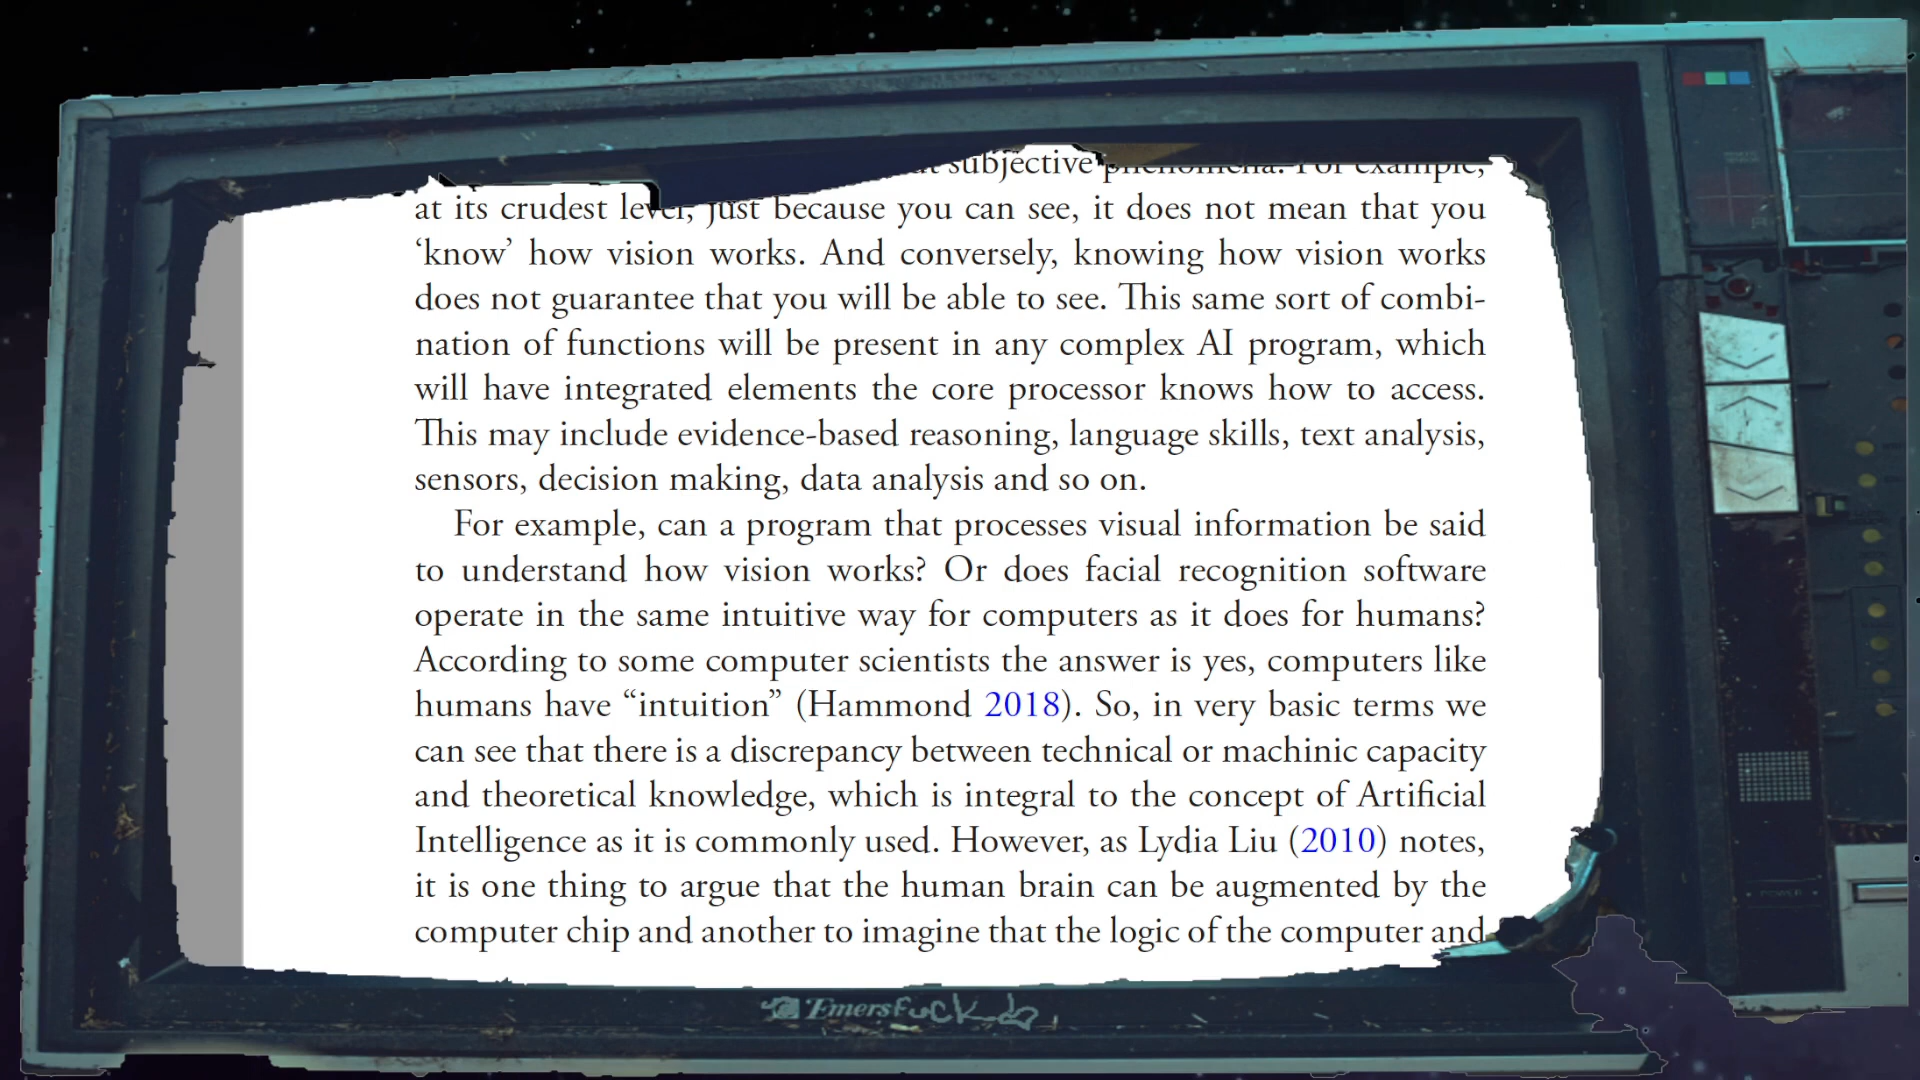 subjective phenomena. For example,
at its crudest level, just because you can see, it does not mean that you
‘know’ how vision works. And conversely, knowing how vision works
does not guarantee that you will be able to see. This same sort of combi-
nation of functions will be present in any complex AI program, which
will have integrated elements the core processor knows how to access.
This may include evidence-based reasoning, language skills, text analysis,
sensors, decision making, data analysis and so on.
For example, can a program that processes visual information be said
to understand how vision works? Or does facial recognition software
operate in the same intuitive way for computers as it does for humans?
According to some computer scientists the answer is yes, computers like
humans have “intuition” (Hammond 2018). So, in very basic terms we
can see that there is a discrepancy between technical or machinic capacity
and theoretical knowledge, which is integral to the concept of Artificial
Intelligence as it is commonly used. However, as Lydia Liu (2010) notes,
it is one thing to argue that the human brain can be augmented by the
computer chip and another to imagine that the logic of the computer and
EmersFuCK